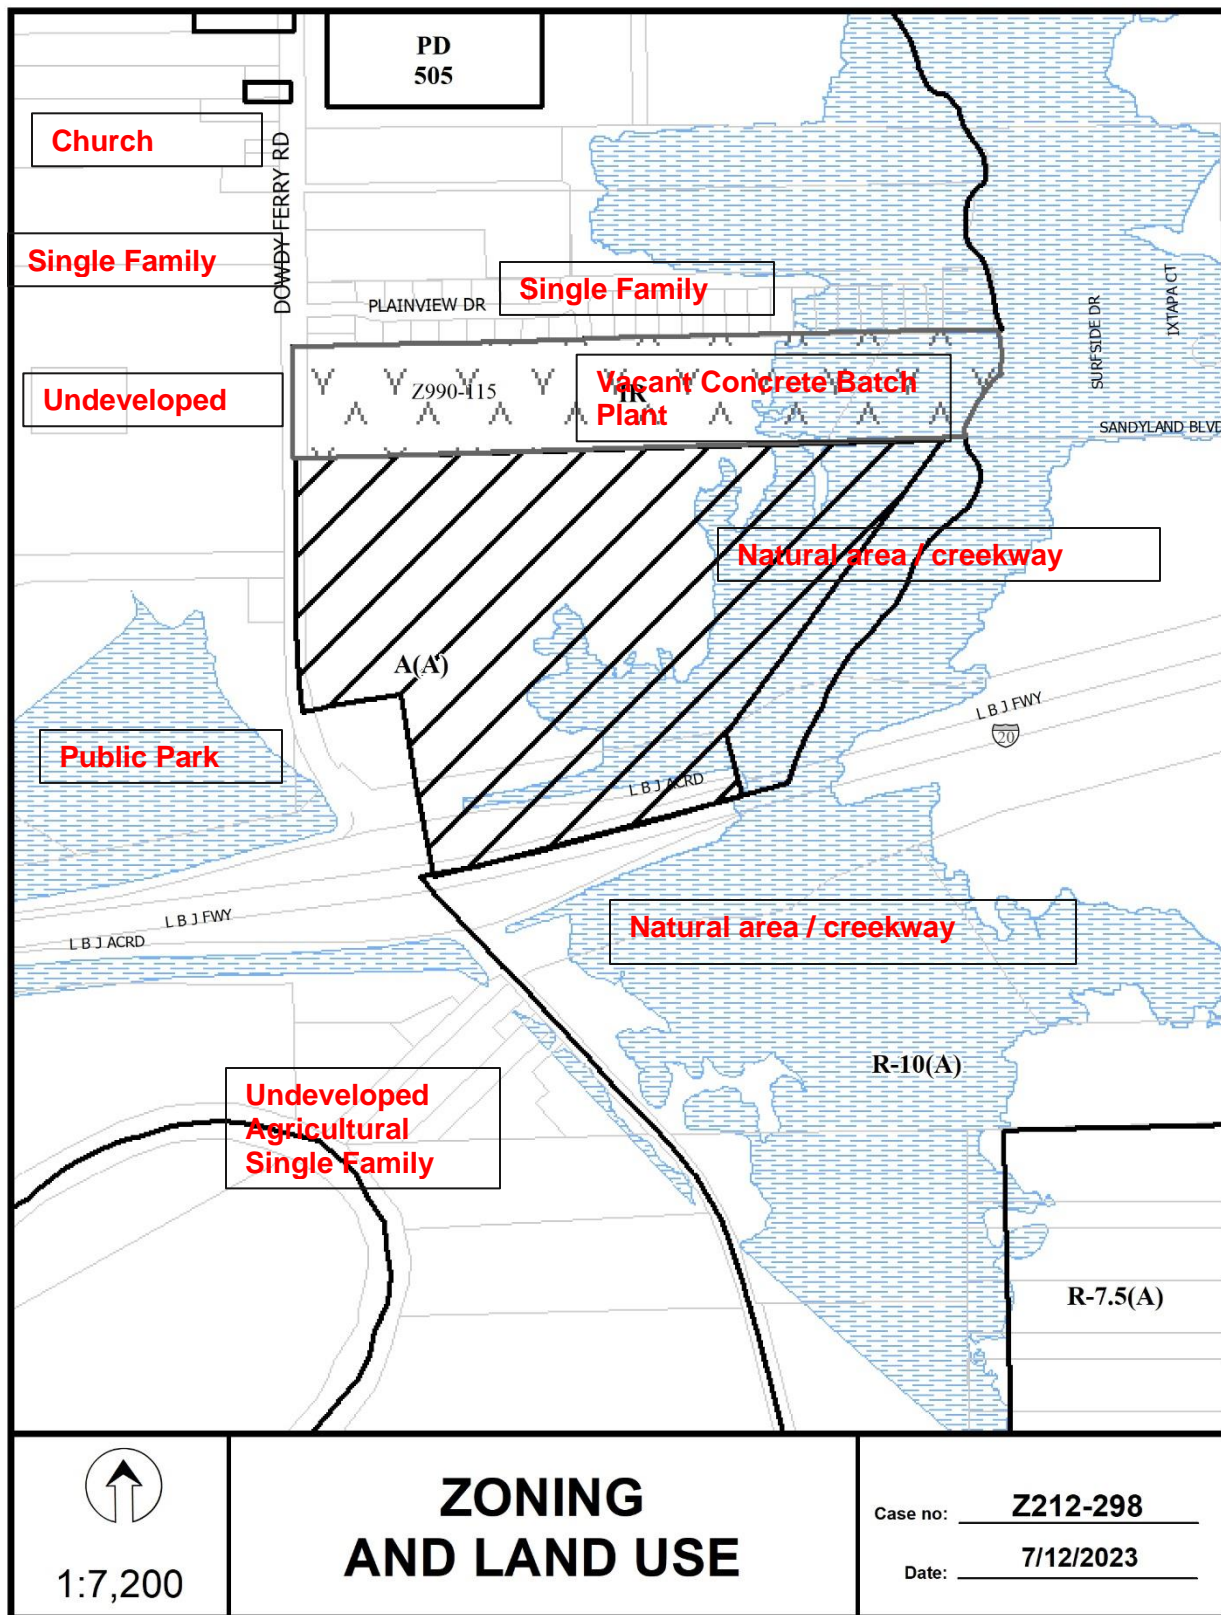 PD
505
Church
DOWDY FERRY RD
Single Family
Single Family
PLAINVIEW DR
SURFSIDE DR
IXTAPA CT
Undeveloped
Z990-115
IR
Vacant Concrete Batch
Plant
SANDYLAND BLVD
Natural area / creekway
A(A)
L B J FWY
20
Public Park
L B J ACRD
L B J FWY
L B J ACRD
Natural area / creekway
R-10(A)
Undeveloped
Agricultural
Single Family
R-7.5(A)
1:7,200
ZONING
AND LAND USE
Case no: Z212-298
Date: 7/12/2023